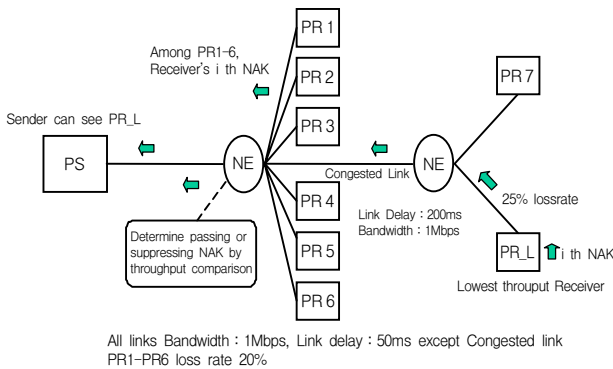 PR 1
Among PR1-6,
Receiver's i th NAK
PR 2
PR 7
Sender can see PR_L
PR 3
PS
NE
NE
Congested Link
25% lossrate
PR 4
Link Delay : 200ms
Bandwidth : 1Mbps
Determine passing or
suppressing NAK by
throughput comparison
PR 5
PR_L
i th NAK
Lowest throuput Receiver
PR 6
All links Bandwidth : 1Mbps, Link delay : 50ms except Congested link
PR1-PR6 loss rate 20%